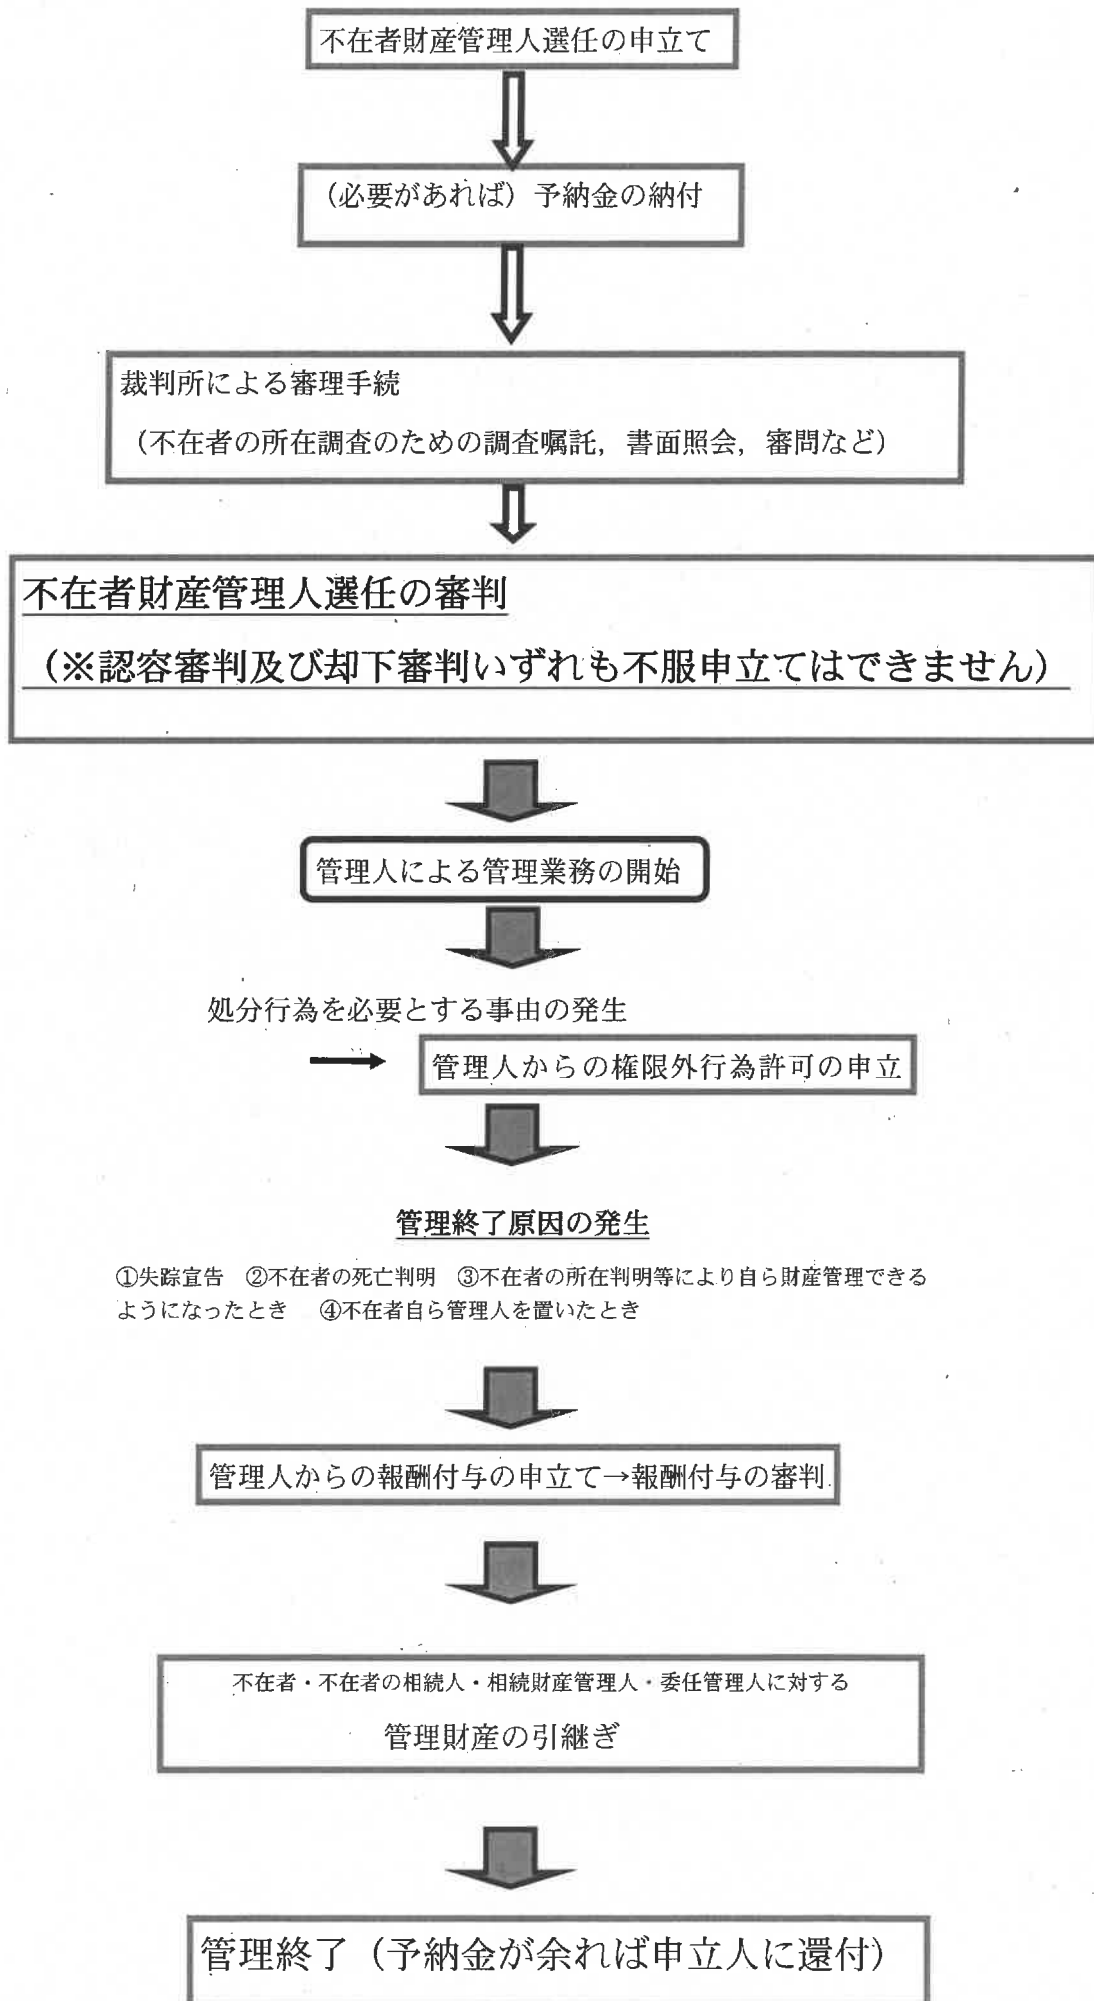 不在者財産管理人選任の申立て
（必要があれば）予納金の納付
裁判所による審理手続
（不在者の所在調査のための調査嘱託，書面照会，審問など）
不在者財産管理人選任の審判
（※認容審判及び却下審判いずれも不服申立てはできません）
管理人による管理業務の開始
処分行為を必要とする事由の発生
管理人からの権限外行為許可の申立
管理終了原因の発生
①失踪宣告　②不在者の死亡判明　③不在者の所在判明等により自ら財産管理できる
ようになったとき　④不在者自ら管理人を置いたとき
管理人からの報酬付与の申立て→報酬付与の審判
不在者・不在者の相続人・相続財産管理人・委任管理人に対する
管理財産の引継ぎ
管理終了（予納金が余れば申立人に還付）